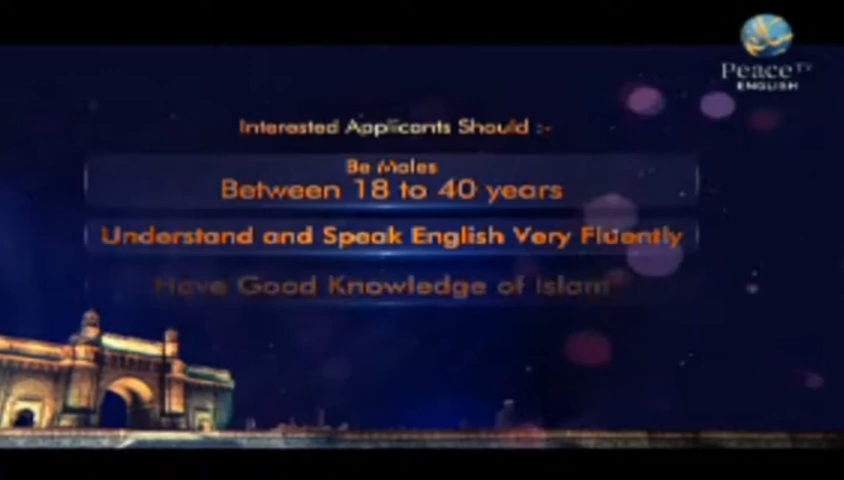 Peace TV
ENGLISH
Interested Applicants Should :-
Be Males
Between 18 to 40 years
Understand and Speak English Very Fluently
Have Good Knowledge of Islam